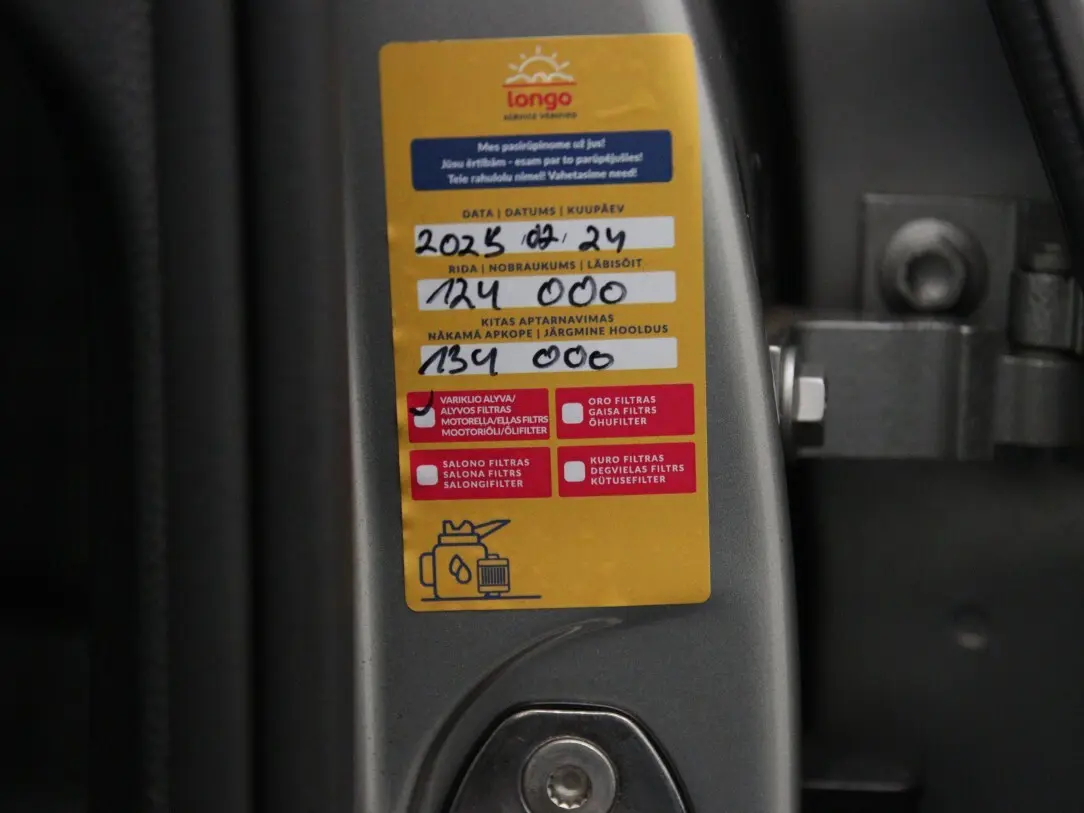 longo
Mes pasirūpinome už jus!
Jūsu ērtībām - esam par to parūpējušies!
Teie rahulolu nimel! Vahetasime need!
DATA | DATUMS | KUUPÄEV
2025 /02/ 24
RIDA | NOBRAUKUMS | LÄBISÕIT
124 000
KITAS APTARNAVIMAS
NĀKAMĀ APKOPE | JÄRGMINE HOOLDUS
134 000
VARIKLIO ALYVA/
ALYVOS FILTRAS
MOTORELLA/EĻĻAS FILTRS
MOOTORIÕLI/ÕLIFILTER
ORO FILTRAS
GAISA FILTRS
ÕHUFILTER
SALONO FILTRAS
SALONA FILTRS
SALONGIFILTER
KURO FILTRAS
DEGVIELAS FILTRS
KÜTUSEFILTER